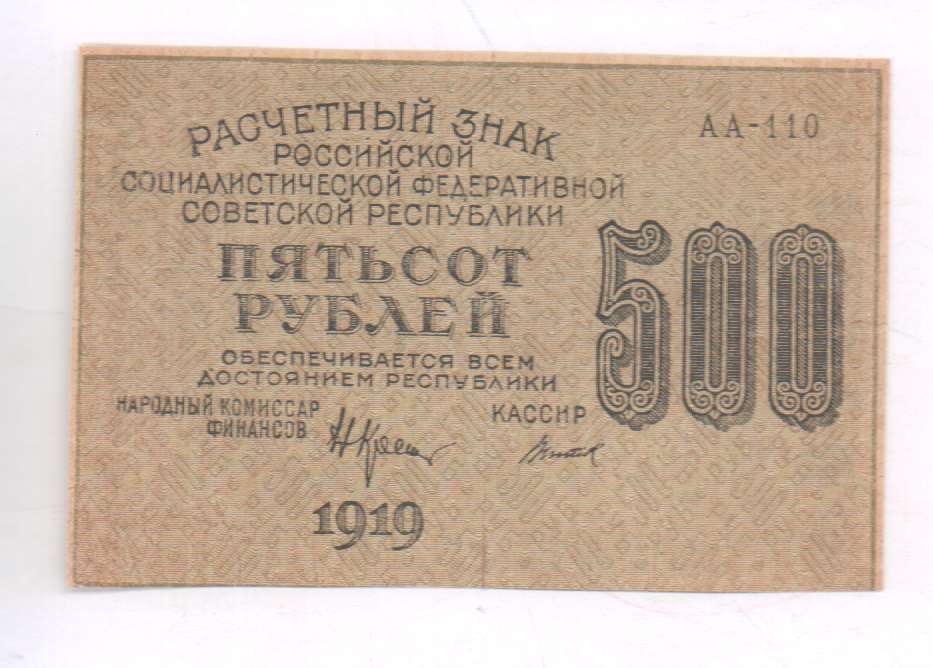 РАСЧЕТНЫЙ ЗНАК
АА-110
РОССИЙСКОЙ
СОЦИАЛИСТИЧЕСКОЙ ФЕДЕРАТИВНОЙ
СОВЕТСКОЙ РЕСПУБЛИКИ
ПЯТЬСОТ
РУБЛЕЙ
500
ОБЕСПЕЧИВАЕТСЯ ВСЕМ
ДОСТОЯНИЕМ РЕСПУБЛИКИ
НАРОДНЫЙ КОМИССАР
ФИНАНСОВ
КАССИР
1919